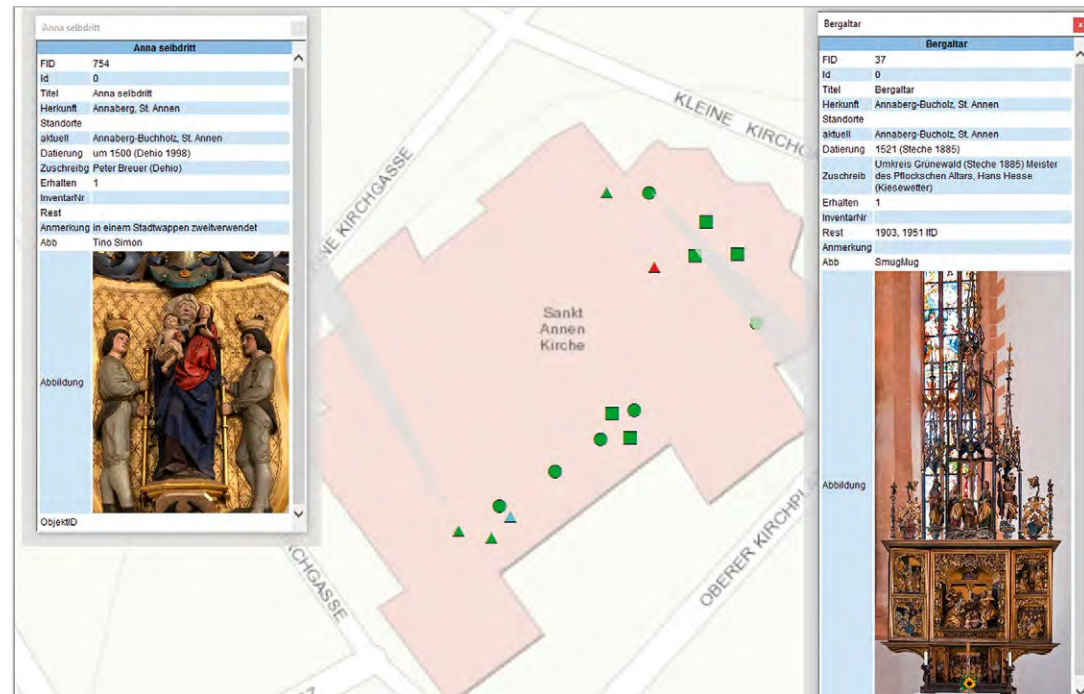 Anna selbdritt
Anna selbdritt
FID 754
Id 0
Titel Anna selbdritt
Herkunft Annaberg, St. Annen
Standorte
aktuell Annaberg-Buchholz, St. Annen
Datierung um 1500 (Dehio 1998)
Zuschreibg Peter Breuer (Dehio)
Erhalten 1
InventarNr
Rest
Anmerkung in einem Stadtwappen zweitverwendet
Abb Tino Simon
Abbildung
ObjektID
KLEINE KIRCHGASSE
KLEINE KIRCHG
Sankt
Annen
Kirche
RCHGASSE
OBERER KIRCHPL
Bergaltar
Bergaltar
FID 37
Id 0
Titel Bergaltar
Herkunft Annaberg-Bucholz, St. Annen
Standorte
aktuell Annaberg-Bucholz, St. Annen
Datierung 1521 (Steche 1885)
Zuschreib Umkreis Grünewald (Steche 1885) Meister
des Pflockschen Altars, Hans Hesse
(Kiesewetter)
Erhalten 1
InventarNr
Rest 1903, 1951 IfD
Anmerkung
Abb SmugMug
Abbildung